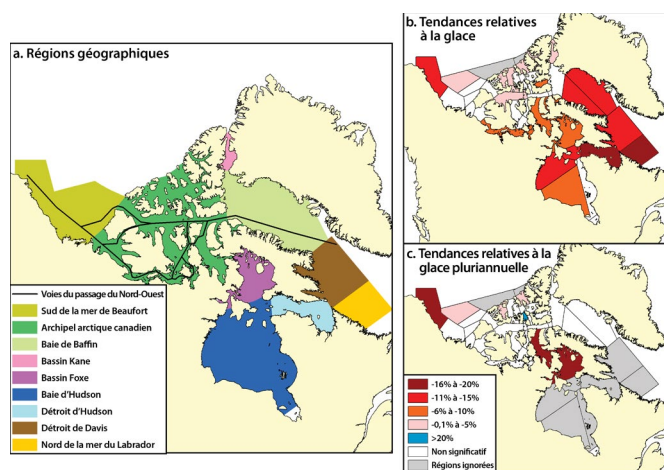 a. Régions géographiques
Voies du passage du Nord-Ouest
Sud de la mer de Beaufort
Archipel arctique canadien
Baie de Baffin
Bassin Kane
Bassin Foxe
Baie d'Hudson
Détroit d'Hudson
Détroit de Davis
Nord de la mer du Labrador
b. Tendances relatives
à la glace
c. Tendances relatives à la
glace pluriannuelle
-16% à -20%
-11% à -15%
-6% à -10%
-0,1% à -5%
>20%
Non significatif
Régions ignorées